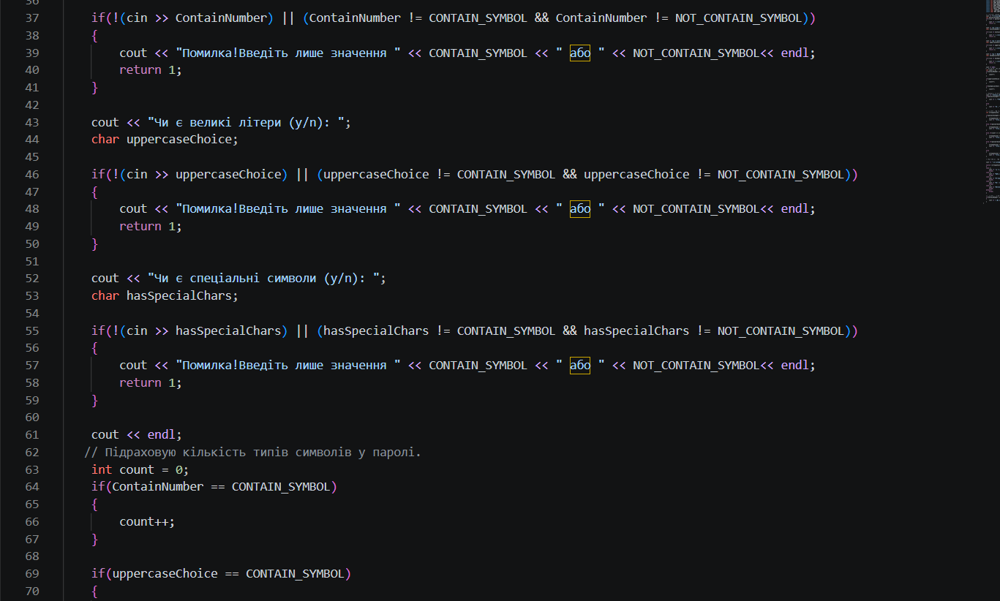 36
37 if(!(cin >> ContainNumber) || (ContainNumber != CONTAIN_SYMBOL && ContainNumber != NOT_CONTAIN_SYMBOL))
38 {
39 cout << "Помилка!Введіть лише значення " << CONTAIN_SYMBOL << " або " << NOT_CONTAIN_SYMBOL<< endl;
40 return 1;
41 }
42
43 cout << "Чи є великі літери (y/n): ";
44 char uppercaseChoice;
45
46 if(!(cin >> uppercaseChoice) || (uppercaseChoice != CONTAIN_SYMBOL && uppercaseChoice != NOT_CONTAIN_SYMBOL))
47 {
48 cout << "Помилка!Введіть лише значення " << CONTAIN_SYMBOL << " або " << NOT_CONTAIN_SYMBOL<< endl;
49 return 1;
50 }
51
52 cout << "Чи є спеціальні символи (y/n): ";
53 char hasSpecialChars;
54
55 if(!(cin >> hasSpecialChars) || (hasSpecialChars != CONTAIN_SYMBOL && hasSpecialChars != NOT_CONTAIN_SYMBOL))
56 {
57 cout << "Помилка!Введіть лише значення " << CONTAIN_SYMBOL << " або " << NOT_CONTAIN_SYMBOL<< endl;
58 return 1;
59 }
60
61 cout << endl;
62 // Підраховую кількість типів символів у паролі.
63 int count = 0;
64 if(ContainNumber == CONTAIN_SYMBOL)
65 {
66 count++;
67 }
68
69 if(uppercaseChoice == CONTAIN_SYMBOL)
70 {